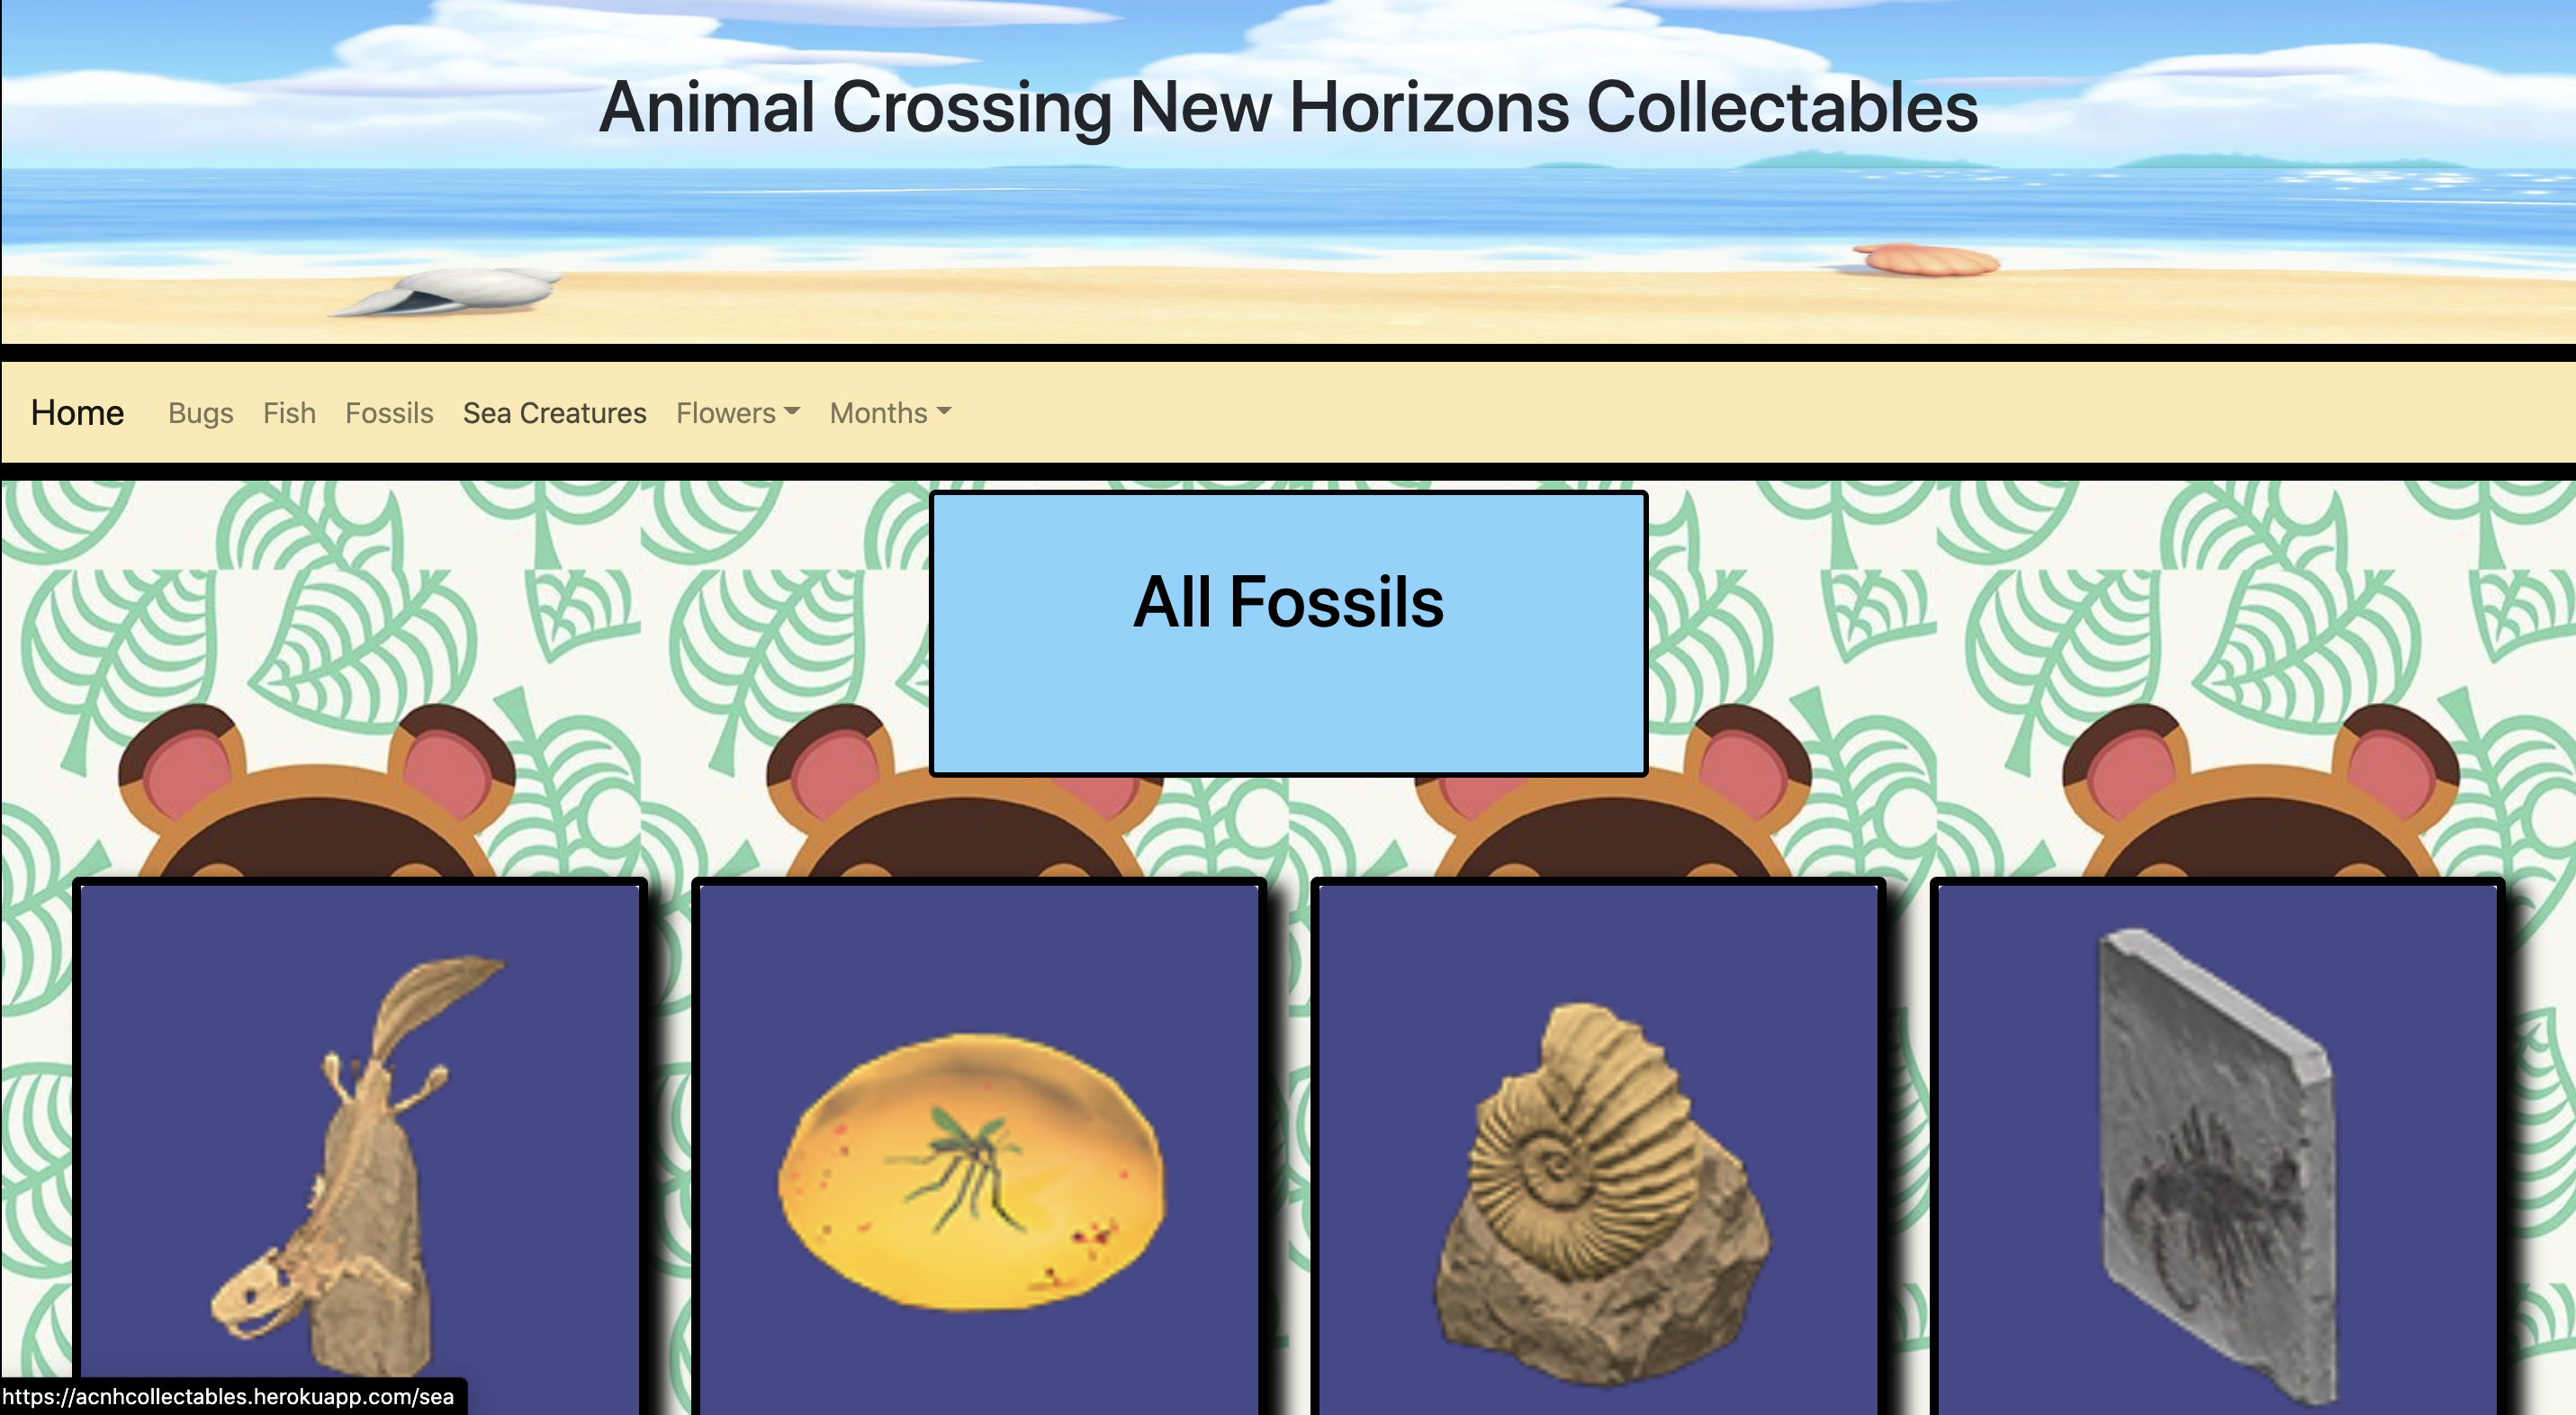 Animal Crossing New Horizons Collectables
Home Bugs Fish Fossils Sea Creatures Flowers Months
All Fossils
https://acnhcollectables.herokuapp.com/sea